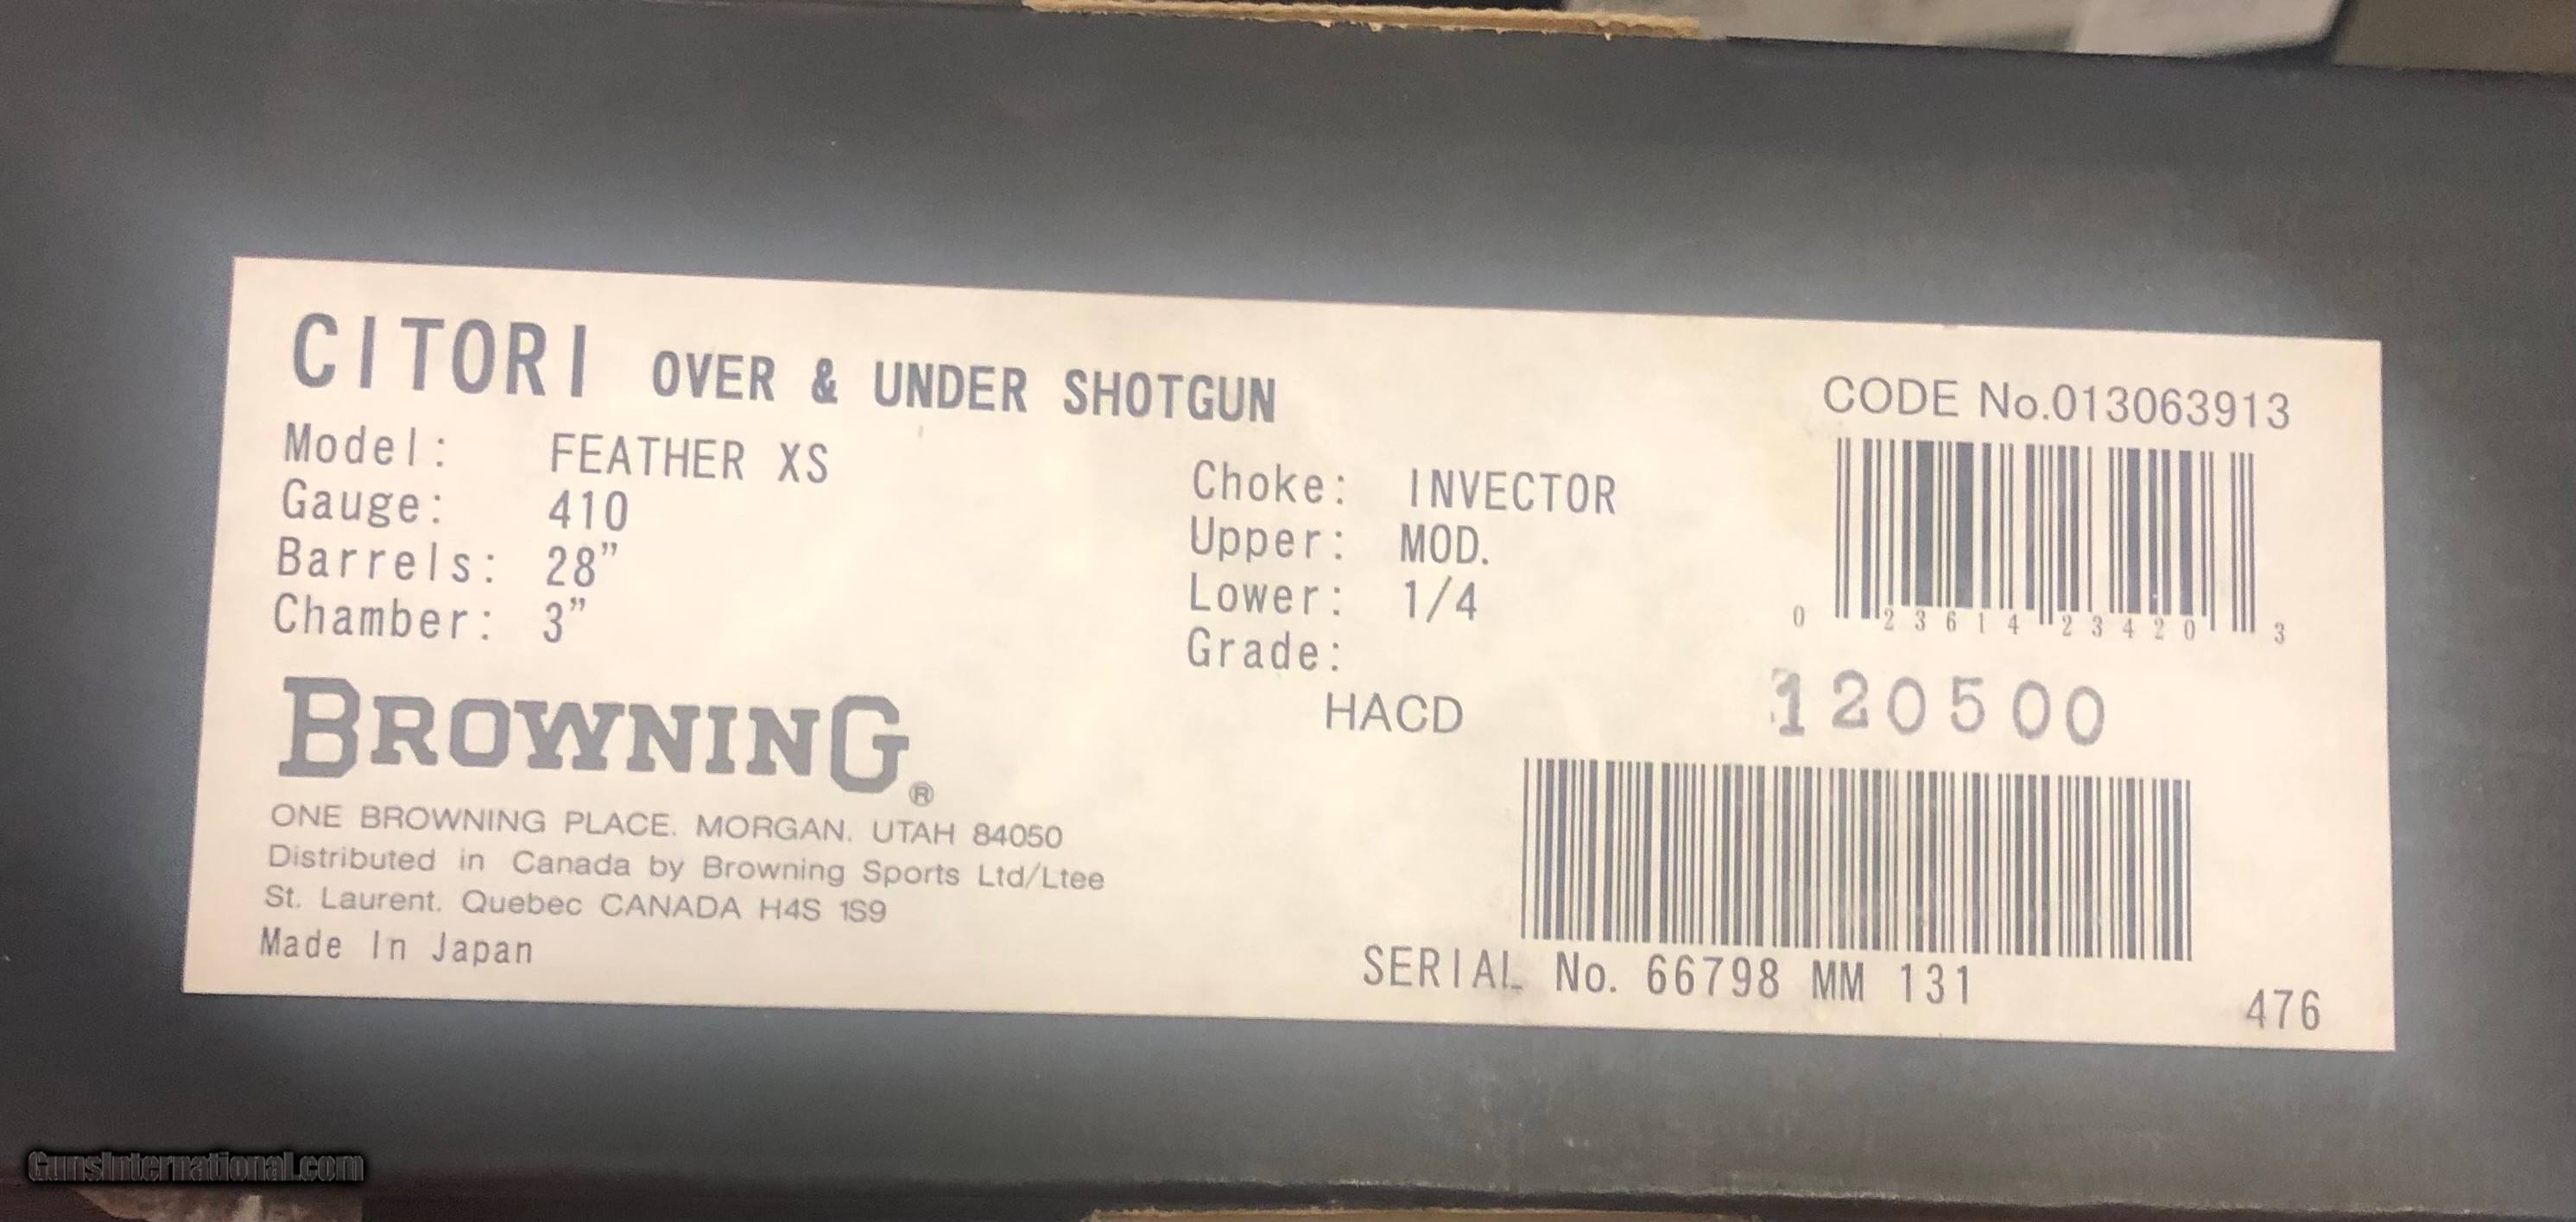 CITORI OVER & UNDER SHOTGUN
Model: FEATHER XS
Gauge: 410
Barrels: 28”
Chamber: 3”
Choke: INVECTOR
Upper: MOD.
Lower: 1/4
Grade:
HACD
CODE No.013063913
0 23614 23420 3
120500
BROWNING®
ONE BROWNING PLACE. MORGAN. UTAH 84050
Distributed in Canada by Browning Sports Ltd/Ltee
St. Laurent. Quebec CANADA H4S 1S9
Made In Japan
SERIAL No. 66798 MM 131
476
GunsInternational.com